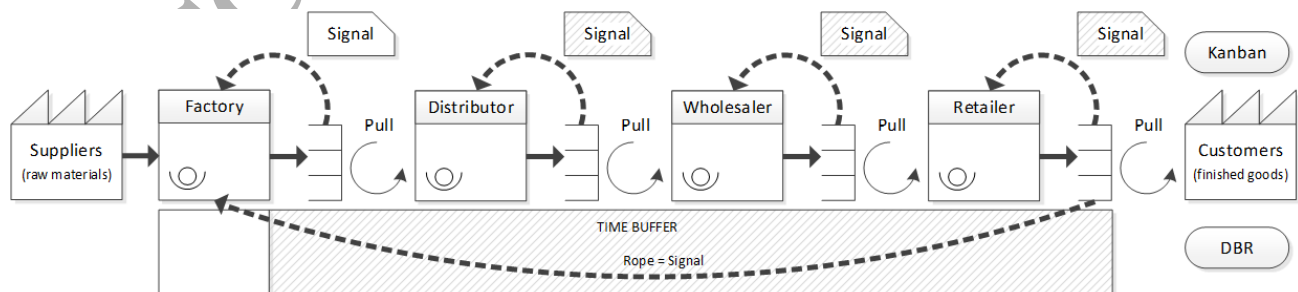 Signal
Signal
Signal
Signal
Kanban
Factory
Distributor
Wholesaler
Retailer
Pull
Pull
Pull
Pull
Suppliers
(raw materials)
Customers
(finished goods)
TIME BUFFER
Rope = Signal
DBR